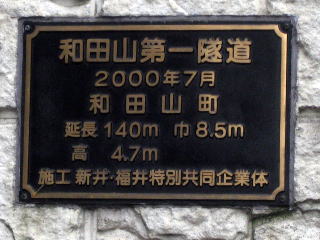 和田山第一隧道
2000年7月
和田山町
延長 140m 巾 8.5m
高 4.7m
施工 新井・福井特別共同企業体